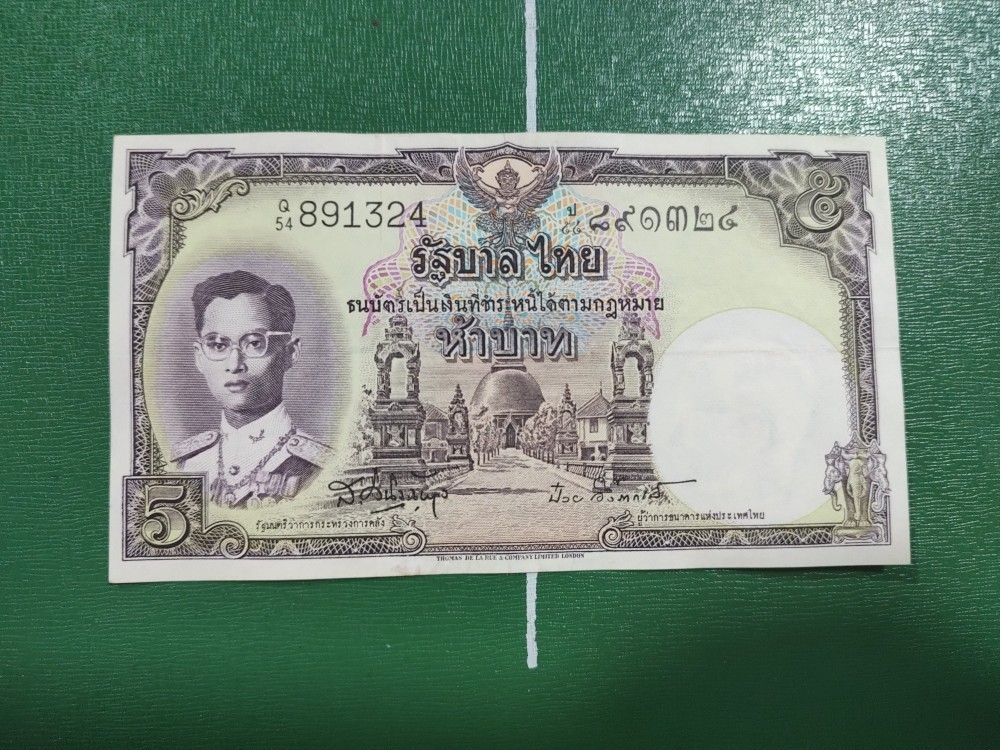 Q
54 891324
๘๙๑๓๒๔
๕
รัฐบาลไทย
ธนบัตรเป็นเงินที่ชำระหนี้ได้ตามกฎหมาย
ห้าบาท
5
รัฐมนตรีว่าการกระทรวงการคลัง
ผู้ว่าการธนาคารแห่งประเทศไทย
THOMAS DE LA RUE & COMPANY LIMITED LONDON